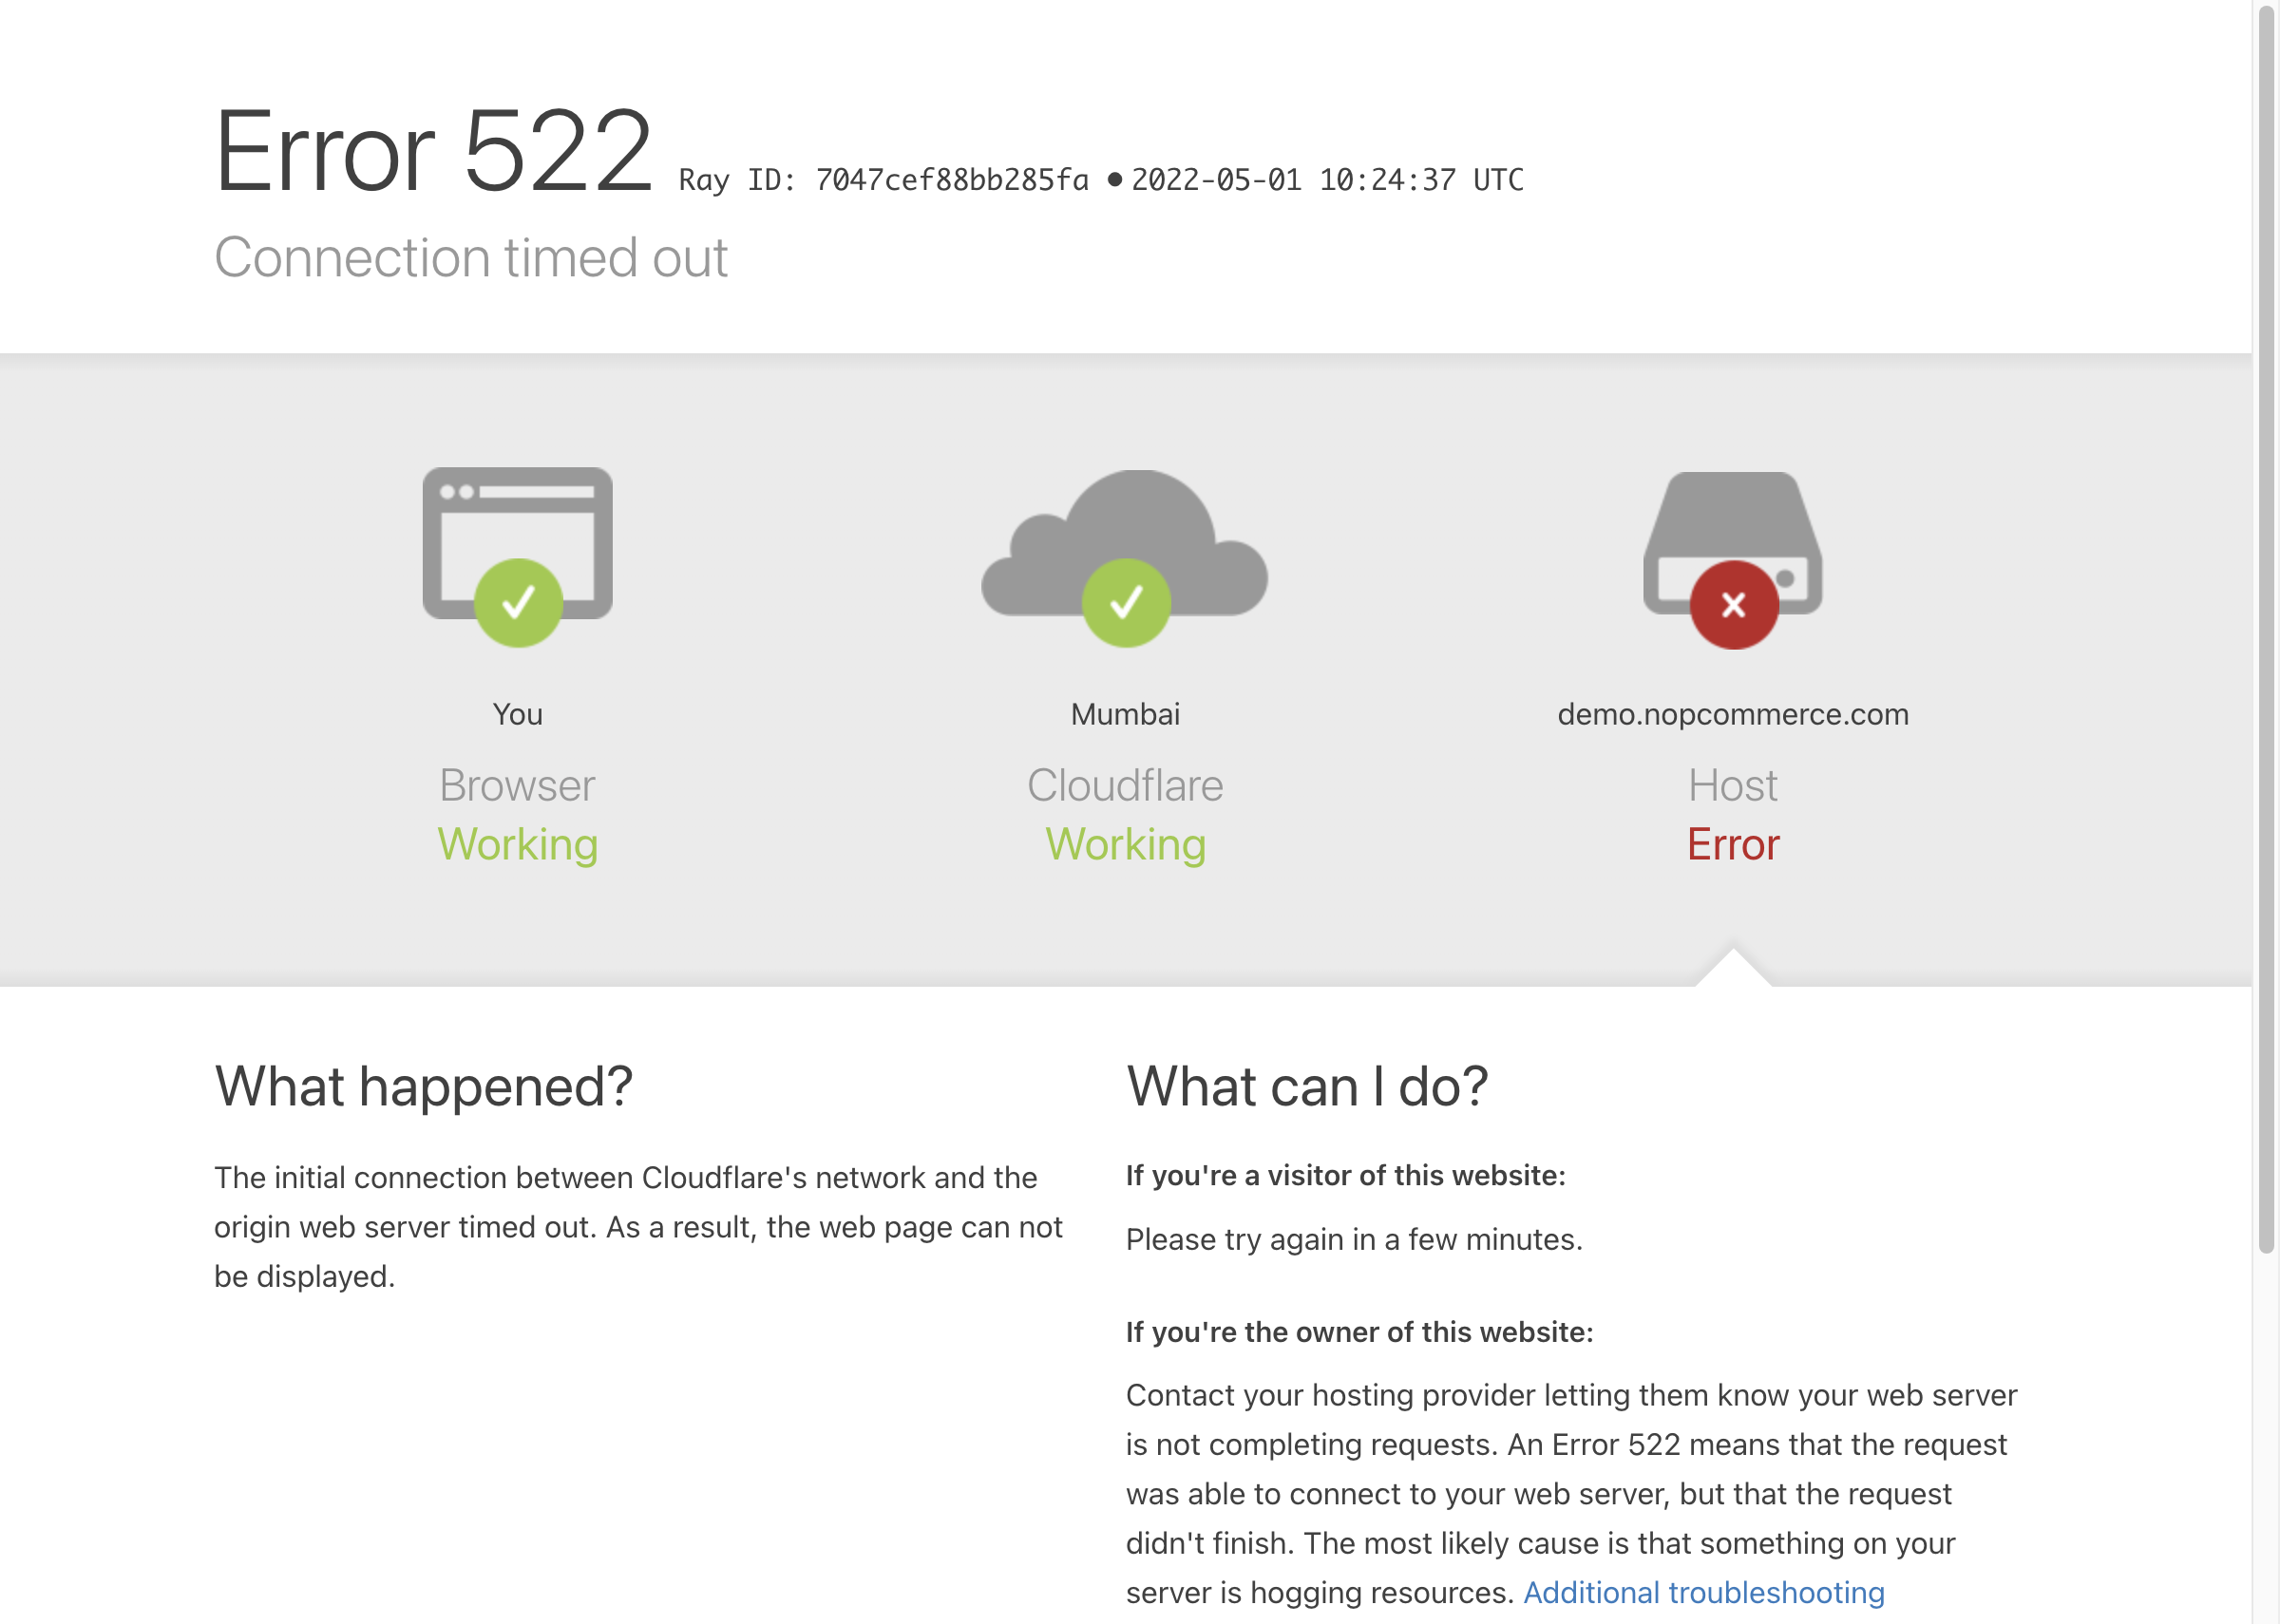 Error 522 Ray ID: 7047cef88bb285fa • 2022-05-01 10:24:37 UTC
Connection timed out
You
Browser
Working
Mumbai
Cloudflare
Working
demo.nopcommerce.com
Host
Error
What happened?
The initial connection between Cloudflare's network and the
origin web server timed out. As a result, the web page can not
be displayed.
What can I do?
If you're a visitor of this website:
Please try again in a few minutes.
If you're the owner of this website:
Contact your hosting provider letting them know your web server
is not completing requests. An Error 522 means that the request
was able to connect to your web server, but that the request
didn't finish. The most likely cause is that something on your
server is hogging resources. Additional troubleshooting